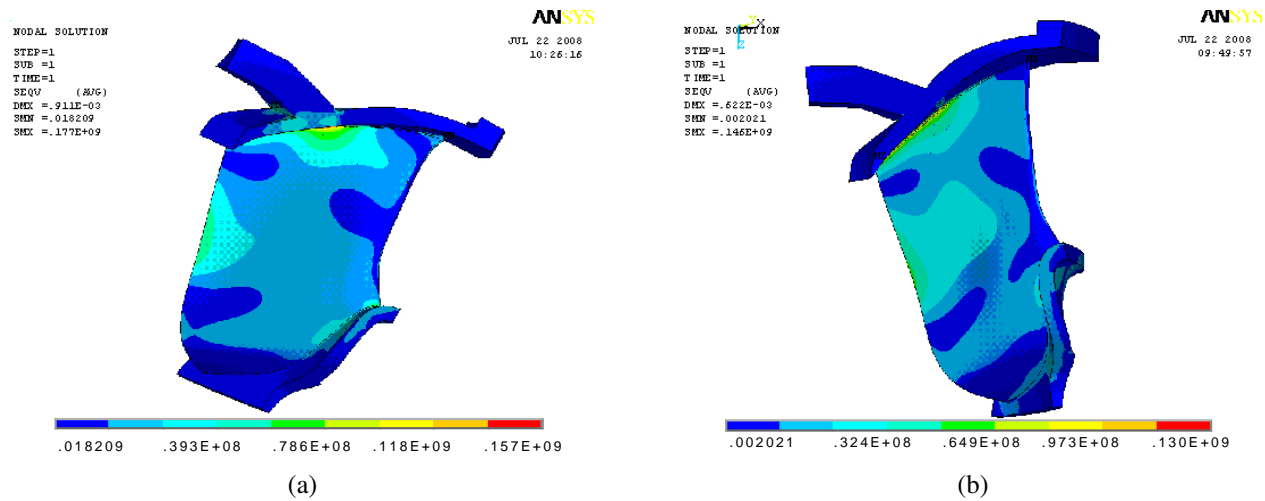 ANSYS
NODAL SOLUTION
JUL 22 2008
10:26:16
STEP=1
SUB =1
TIME=1
SEQV (AVG)
DMX =.911E-03
SMN =.018209
SMX =.177E+09
.018209 .393E+08 .786E+08 .118E+09 .157E+09
(a)
ANSYS
NODAL SOLUTION
Y
X
Z
JUL 22 2008
09:49:57
STEP=1
SUB =1
TIME=1
SEQV (AVG)
DMX =.622E-03
SMN =.002021
SMX =.146E+09
.002021 .324E+08 .649E+08 .973E+08 .130E+09
(b)